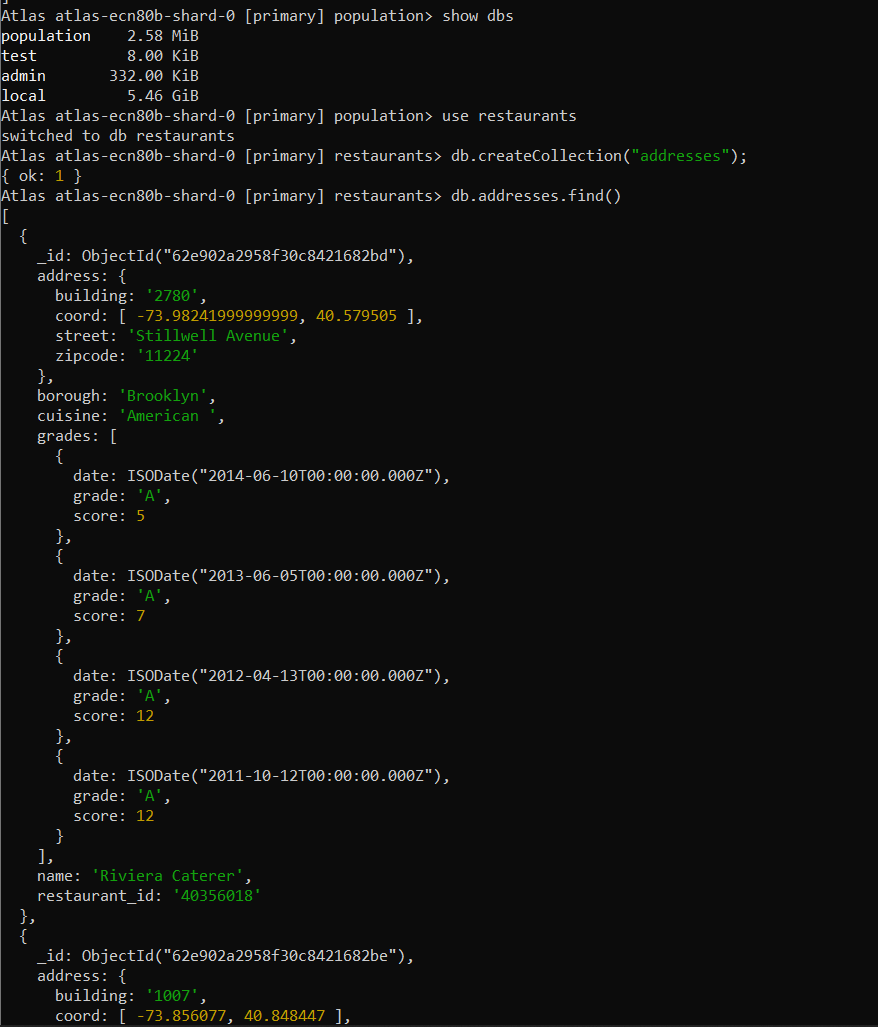 Atlas atlas-ecn80b-shard-0 [primary] population> show dbs
population    2.58 MiB
test          8.00 KiB
admin       332.00 KiB
local         5.46 GiB
Atlas atlas-ecn80b-shard-0 [primary] population> use restaurants
switched to db restaurants
Atlas atlas-ecn80b-shard-0 [primary] restaurants> db.createCollection("addresses");
{ ok: 1 }
Atlas atlas-ecn80b-shard-0 [primary] restaurants> db.addresses.find()
[
  {
    _id: ObjectId("62e902a2958f30c8421682bd"),
    address: {
      building: '2780',
      coord: [ -73.98241999999999, 40.579505 ],
      street: 'Stillwell Avenue',
      zipcode: '11224'
    },
    borough: 'Brooklyn',
    cuisine: 'American ',
    grades: [
      {
        date: ISODate("2014-06-10T00:00:00.000Z"),
        grade: 'A',
        score: 5
      },
      {
        date: ISODate("2013-06-05T00:00:00.000Z"),
        grade: 'A',
        score: 7
      },
      {
        date: ISODate("2012-04-13T00:00:00.000Z"),
        grade: 'A',
        score: 12
      },
      {
        date: ISODate("2011-10-12T00:00:00.000Z"),
        grade: 'A',
        score: 12
      }
    ],
    name: 'Riviera Caterer',
    restaurant_id: '40356018'
  },
  {
    _id: ObjectId("62e902a2958f30c8421682be"),
    address: {
      building: '1007',
      coord: [ -73.856077, 40.848447 ],